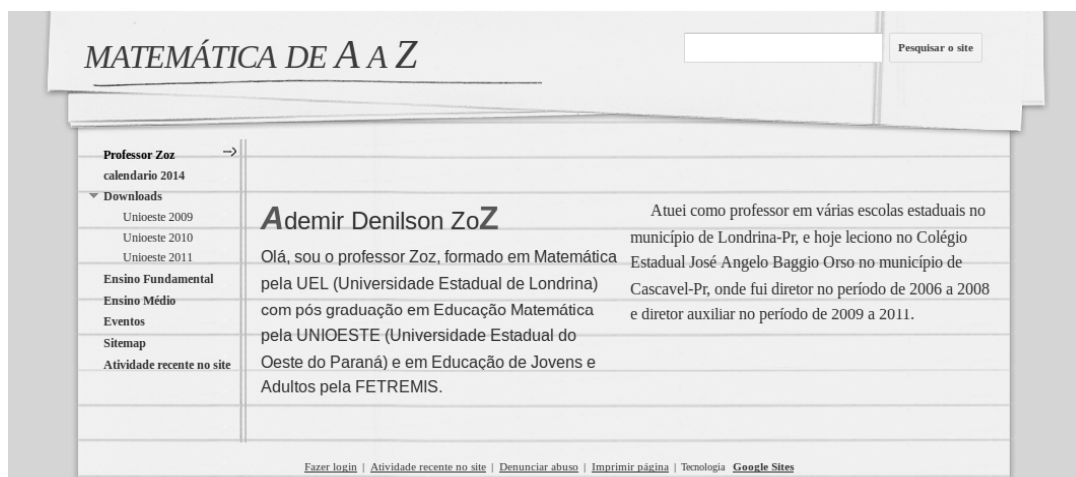 MATEMÁTICA DE A A Z
Pesquisar o site
Professor Zoz
calendario 2014
Downloads
Unioeste 2009
Unioeste 2010
Unioeste 2011
Ensino Fundamental
Ensino Médio
Eventos
Sitemap
Atividade recente no site
Ademir Denilson ZoZ
Olá, sou o professor Zoz, formado em Matemática
pela UEL (Universidade Estadual de Londrina)
com pós graduação em Educação Matemática
pela UNIOESTE (Universidade Estadual do
Oeste do Paraná) e em Educação de Jovens e
Adultos pela FETREMIS.
Atuei como professor em várias escolas estaduais no
município de Londrina-Pr, e hoje leciono no Colégio
Estadual José Angelo Baggio Orso no município de
Cascavel-Pr, onde fui diretor no período de 2006 a 2008
e diretor auxiliar no período de 2009 a 2011.
Fazer login | Atividade recente no site | Denunciar abuso | Imprimir página | Tecnologia Google Sites